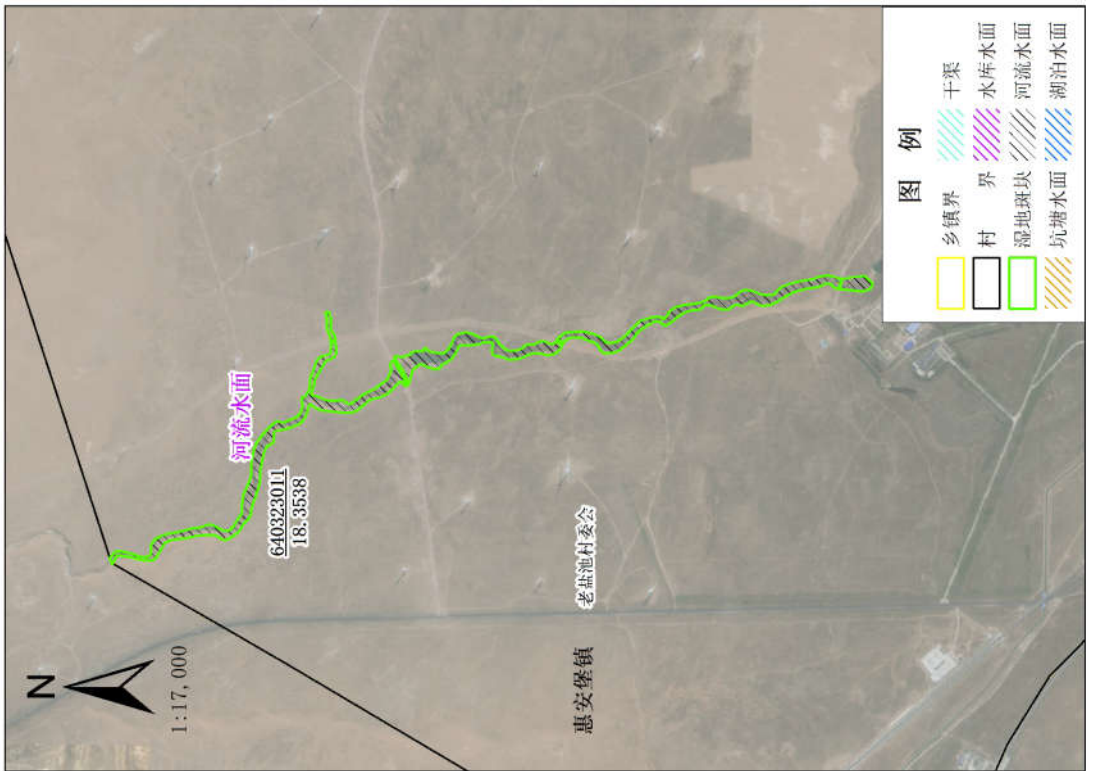 N
1:17,000
河流水面
640323011
18.3538
老盐池村委会
惠安堡镇
图 例
乡镇界
干渠
村 界
水库水面
湿地斑块
河流水面
坑塘水面
湖泊水面